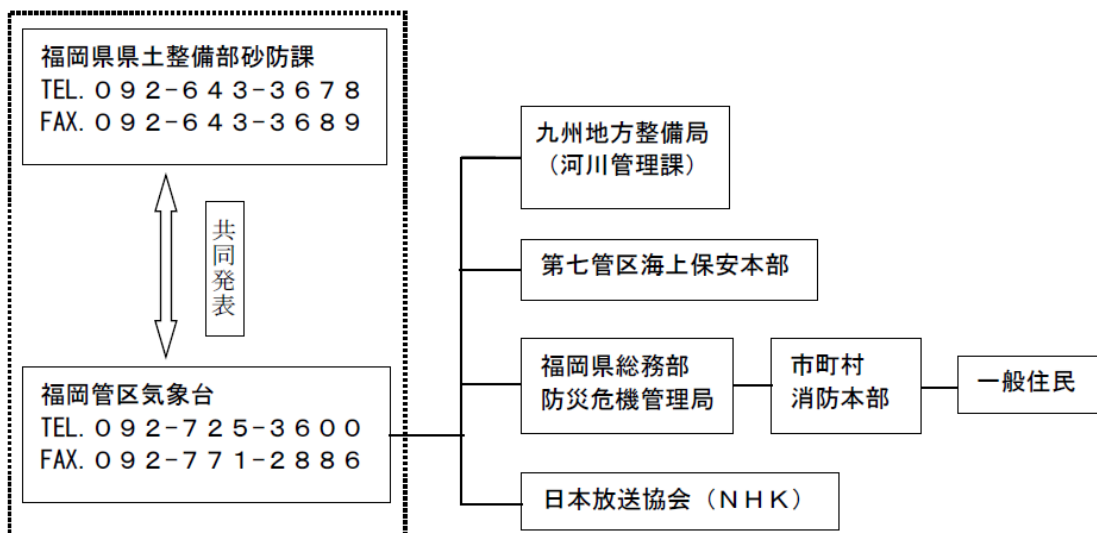 福岡県県土整備部砂防課
TEL. ０９２-６４３-３６７８
FAX. ０９２-６４３-３６８９
共同発表
福岡管区気象台
TEL. ０９２-７２５-３６００
FAX. ０９２-７７１-２８８６
九州地方整備局
（河川管理課）
第七管区海上保安本部
福岡県総務部
防災危機管理局
市町村
消防本部
一般住民
日本放送協会（ＮＨＫ）